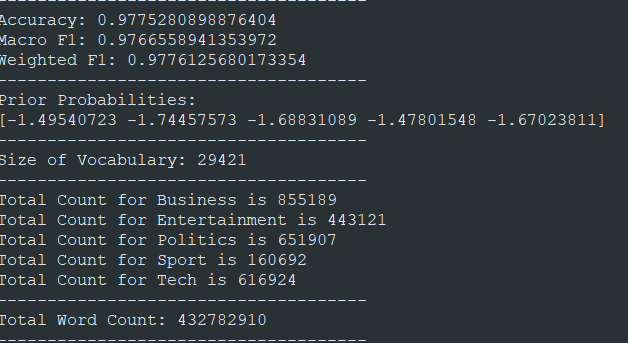 -------------------------------------
Accuracy: 0.9775280898876404
Macro F1: 0.9766558941353972
Weighted F1: 0.9776125680173354
-------------------------------------
Prior Probabilities:
[-1.49540723 -1.74457573 -1.68831089 -1.47801548 -1.67023811]
-------------------------------------
Size of Vocabulary: 29421
-------------------------------------
Total Count for Business is 855189
Total Count for Entertainment is 443121
Total Count for Politics is 651907
Total Count for Sport is 160692
Total Count for Tech is 616924
-------------------------------------
Total Word Count: 432782910
-------------------------------------